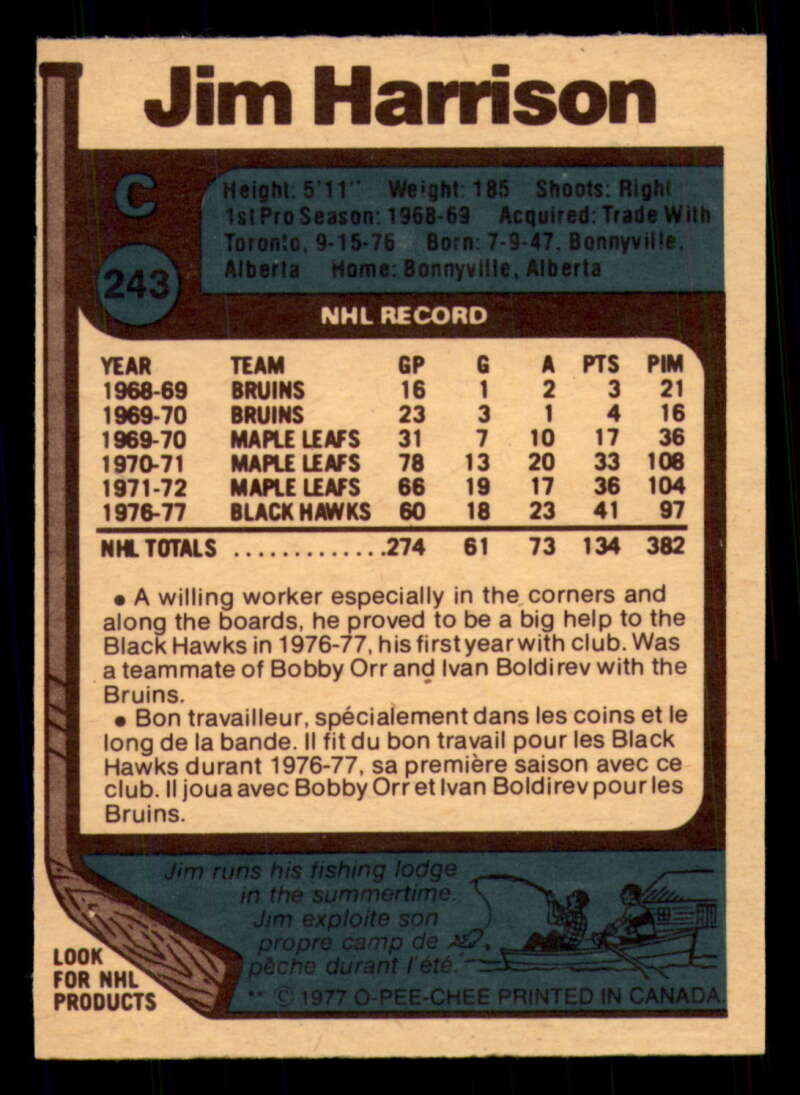 Jim Harrison
C
Height: 5'11" Weight: 185 Shoots: Right
1st Pro Season: 1968-69 Acquired: Trade With
Toronto, 9-15-76 Born: 7-9-47, Bonnyville,
Alberta Home: Bonnyville, Alberta
243
NHL RECORD
YEAR TEAM GP G A PTS PIM
1968-69 BRUINS 16 1 2 3 21
1969-70 BRUINS 23 3 1 4 16
1969-70 MAPLE LEAFS 31 7 10 17 36
1970-71 MAPLE LEAFS 78 13 20 33 108
1971-72 MAPLE LEAFS 66 19 17 36 104
1976-77 BLACK HAWKS 60 18 23 41 97
NHL TOTALS .............274 61 73 134 382
• A willing worker especially in the corners and
along the boards, he proved to be a big help to the
Black Hawks in 1976-77, his first year with club. Was
a teammate of Bobby Orr and Ivan Boldirev with the
Bruins.
• Bon travailleur, spécialement dans les coins et le
long de la bande. Il fit du bon travail pour les Black
Hawks durant 1976-77, sa première saison avec ce
club. Il joua avec Bobby Orr et Ivan Boldirev pour les
Bruins.
Jim runs his fishing lodge
in the summertime.
Jim exploite son
propre camp de
pêche durant l'été.
LOOK
FOR NHL
PRODUCTS
** © 1977 O-PEE-CHEE PRINTED IN CANADA.